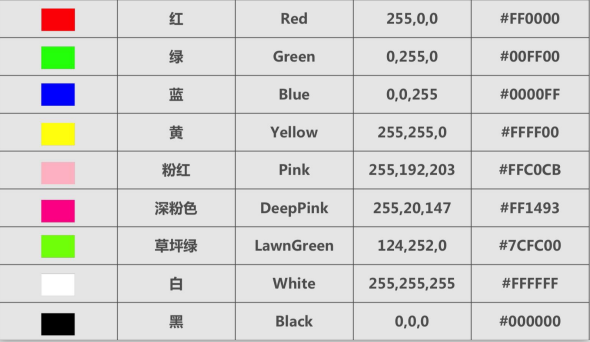 红 Red 255,0,0 #FF0000
绿 Green 0,255,0 #00FF00
蓝 Blue 0,0,255 #0000FF
黄 Yellow 255,255,0 #FFFF00
粉红 Pink 255,192,203 #FFC0CB
深粉色 DeepPink 255,20,147 #FF1493
草坪绿 LawnGreen 124,252,0 #7CFC00
白 White 255,255,255 #FFFFFF
黑 Black 0,0,0 #000000